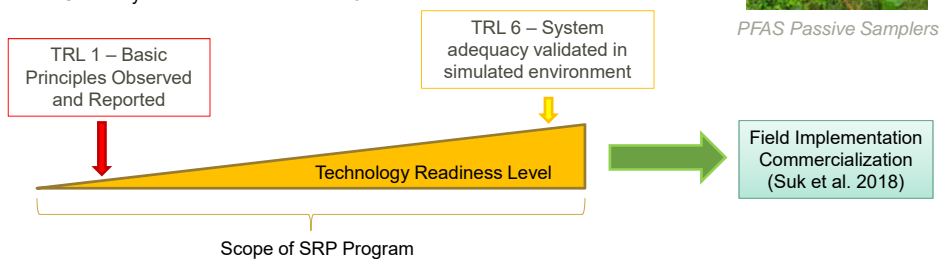 PFAS Passive Samplers
TRL 1 – Basic
Principles Observed
and Reported
TRL 6 – System
adequacy validated in
simulated environment
Technology Readiness Level
Field Implementation
Commercialization
(Suk et al. 2018)
Scope of SRP Program